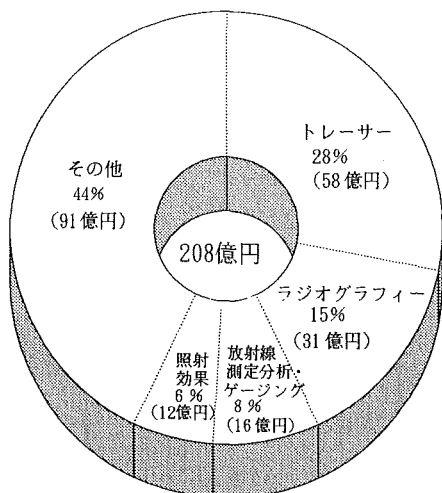 トレーサー
28%
(58億円)
ラジオグラフィー
15%
(31億円)
放射線
測定分析・
ゲージング
8%
(16億円)
照射
効果
6%
(12億円)
その他
44%
(91億円)
208億円